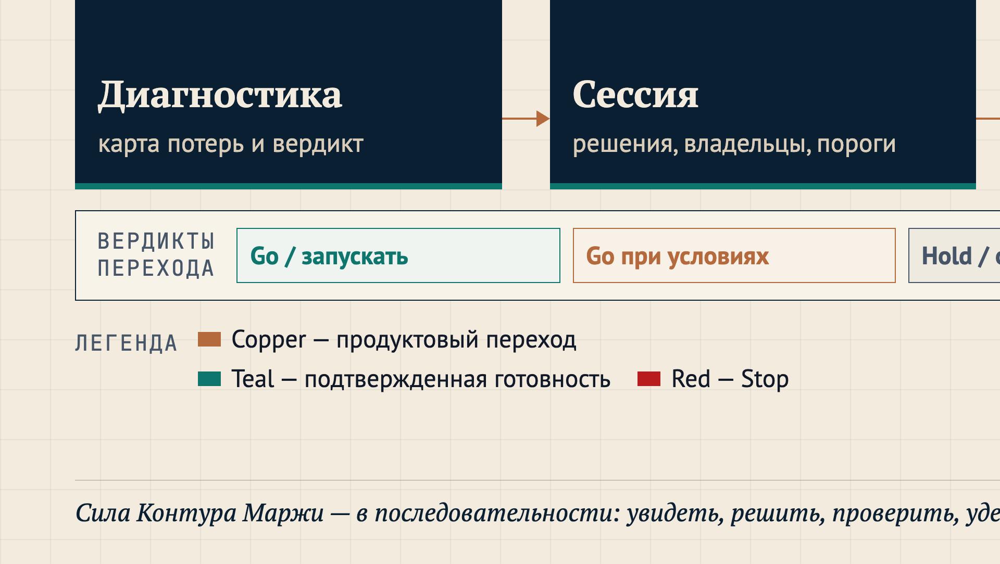 Диагностика
карта потерь и вердикт
Сессия
решения, владельцы, пороги
ВЕРДИКТЫ
ПЕРЕХОДА
Go / запускать
Go при условиях
Hold /
ЛЕГЕНДА
Copper — продуктовый переход
Teal — подтвержденная готовность
Red — Stop
Сила Контура Маржи — в последовательности: увидеть, решить, проверить,